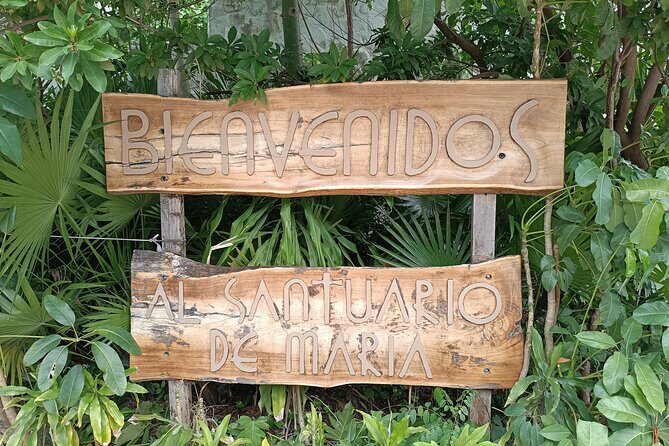 BIENVENIDOS
AL SANTUARIO
DE MARIA